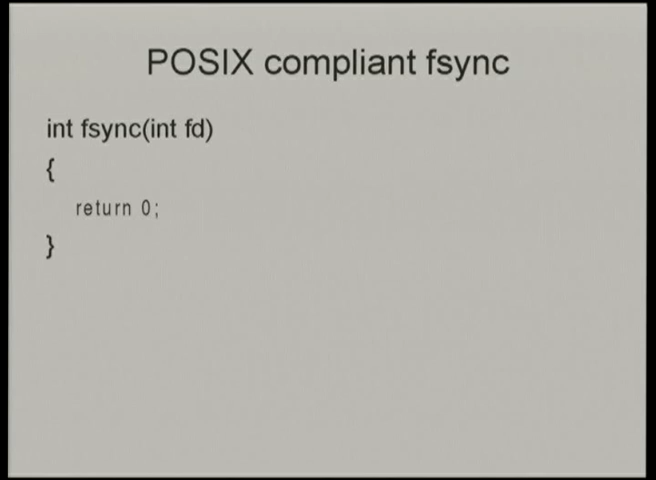 POSIX compliant fsync
int fsync(int fd)
{
return 0;
}